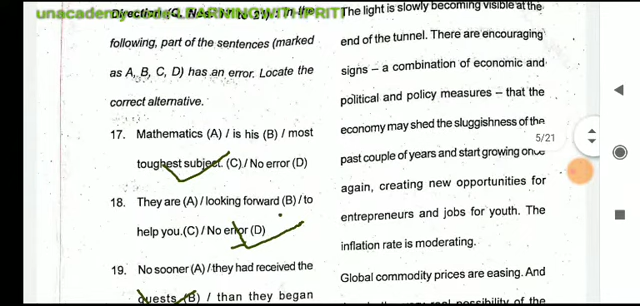 Direction (Q. Nos. 17 to 21) : In the
following, part of the sentences (marked
as A, B, C, D) has an error. Locate the
correct alternative.
17. Mathematics (A) / is his (B) / most
toughest subject. (C) / No error (D)
18. They are (A) / looking forward (B) / to
help you.(C) / No error (D)
19. No sooner (A) / they had received the
guests (B) / than they began
The light is slowly becoming visible at the
end of the tunnel. There are encouraging
signs – a combination of economic and
political and policy measures – that the
economy may shed the sluggishness of the
past couple of years and start growing once
again, creating new opportunities for
entrepreneurs and jobs for youth. The
inflation rate is moderating.
Global commodity prices are easing. And
possibility of the
5/21